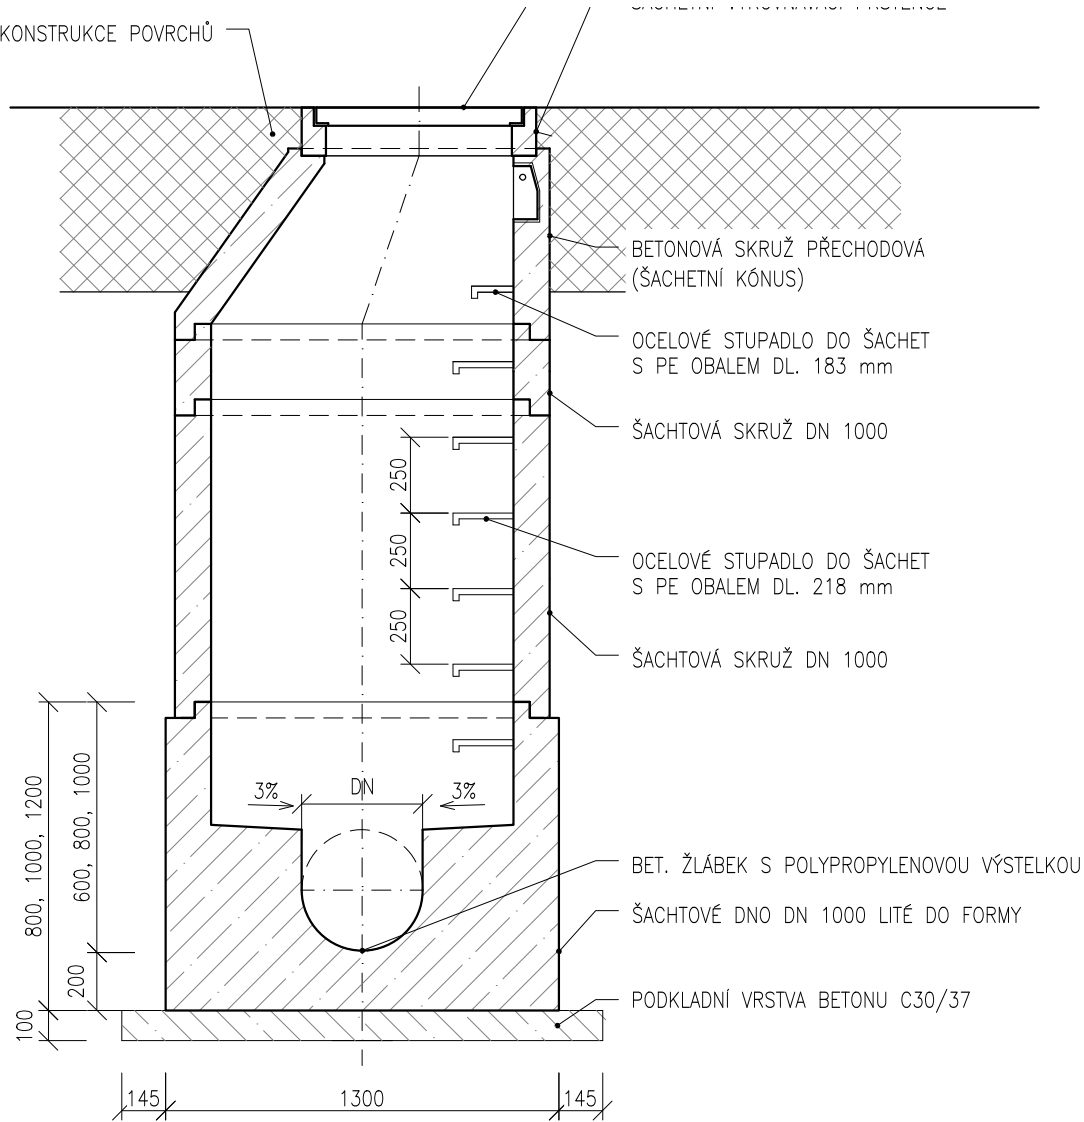 KONSTRUKCE POVRCHŮ
BETONOVÁ SKRUŽ PŘECHODOVÁ
(ŠACHETNÍ KÓNUS)
OCELOVÉ STUPADLO DO ŠACHET
S PE OBALEM DL. 183 mm
ŠACHTOVÁ SKRUŽ DN 1000
250
250
250
OCELOVÉ STUPADLO DO ŠACHET
S PE OBALEM DL. 218 mm
ŠACHTOVÁ SKRUŽ DN 1000
800, 1000, 1200
600, 800, 1000
3%
DN
3%
BET. ŽLÁBEK S POLYPROPYLENOVOU VÝSTELKOU
ŠACHTOVÉ DNO DN 1000 LITÉ DO FORMY
200
PODKLADNÍ VRSTVA BETONU C30/37
100
145
1300
145